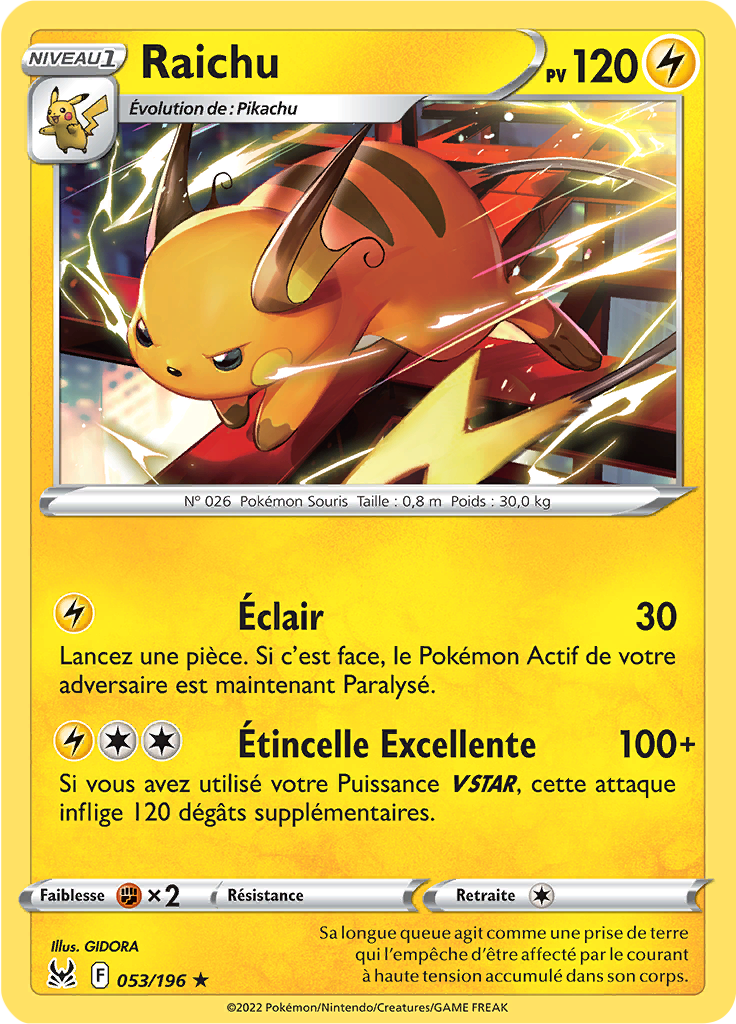 NIVEAU 1
Raichu
PV 120
Évolution de : Pikachu
N° 026 Pokémon Souris Taille : 0,8 m Poids : 30,0 kg
Éclair 30
Lancez une pièce. Si c’est face, le Pokémon Actif de votre
adversaire est maintenant Paralysé.
Étincelle Excellente 100+
Si vous avez utilisé votre Puissance VSTAR, cette attaque
inflige 120 dégâts supplémentaires.
Faiblesse ×2 Résistance Retraite
Illus. GIDORA
F 053/196 ★
Sa longue queue agit comme une prise de terre
qui l’empêche d’être affecté par le courant
à haute tension accumulé dans son corps.
©2022 Pokémon/Nintendo/Creatures/GAME FREAK